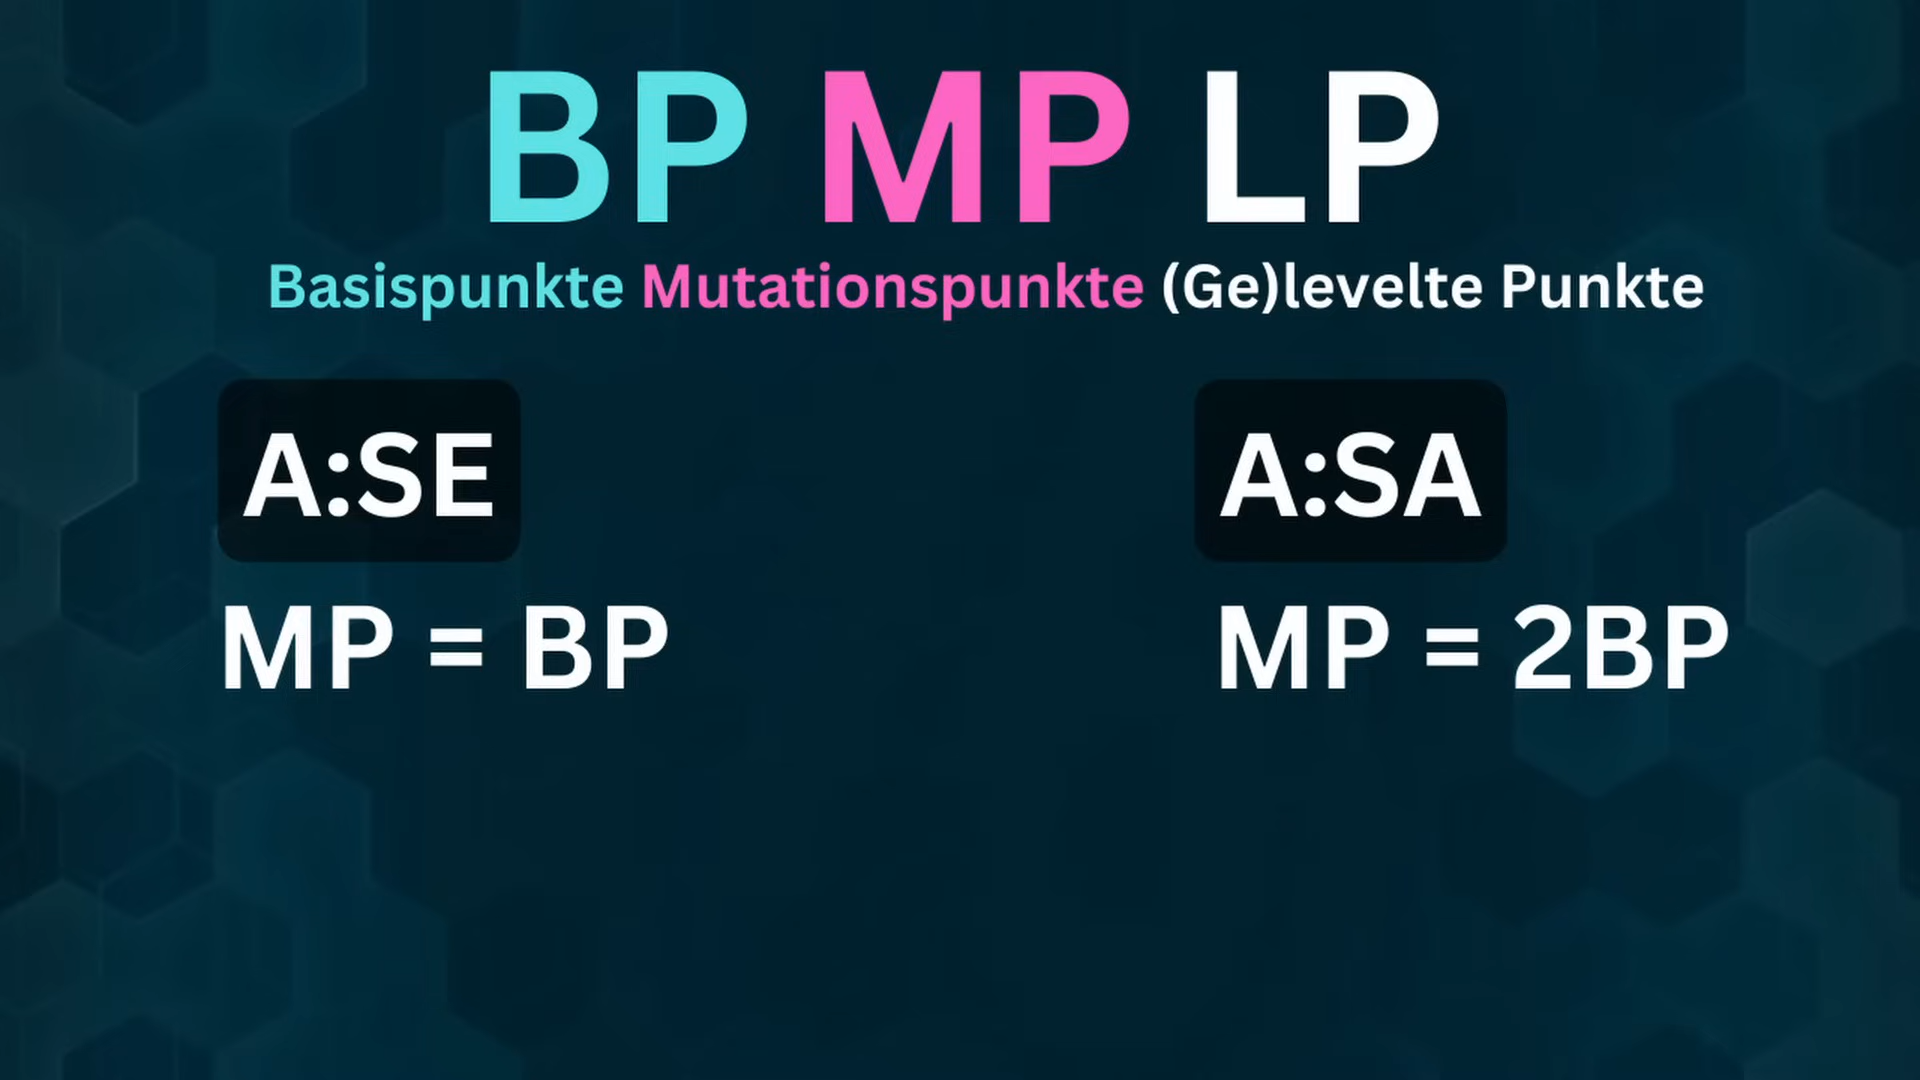 BP MP LP
Basispunkte Mutationspunkte (Ge)levelte Punkte
A:SE
A:SA
MP = BP
MP = 2BP